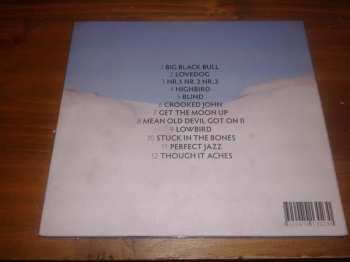 1 BIG BLACK BULL
2 LOVEDOG
3 NR.1 NR.2 NR.3
4 HIGHBIRD
5 BLIND
6 CROOKED JOHN
7 GET THE MOON UP
8 MEAN OLD DEVIL GOT ON II
9 LOWBIRD
10 STUCK IN THE BONES
11 PERFECT JAZZ
12 THOUGH IT ACHES